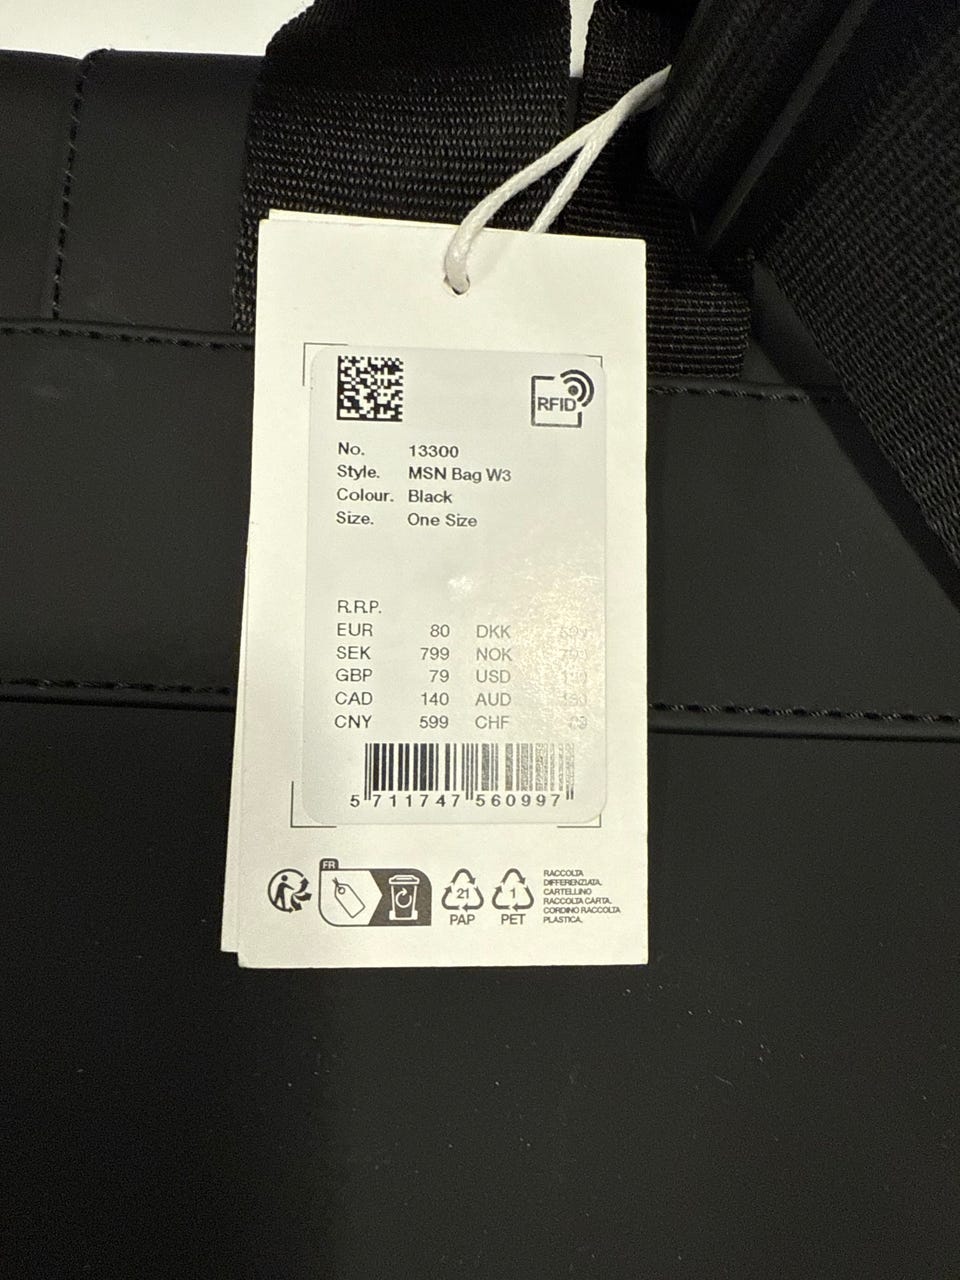 RFID
No. 13300
Style. MSN Bag W3
Colour. Black
Size. One Size
R.R.P.
EUR 80 DKK
SEK 799 NOK
GBP 79 USD
CAD 140 AUD
CNY 599 CHF
5 711747 560997
FR
21
PAP
1
PET
RACCOLTA
DIFFERENZIATA.
CARTELLINO
RACCOLTA CARTA.
CORDINO RACCOLTA
PLASTICA.